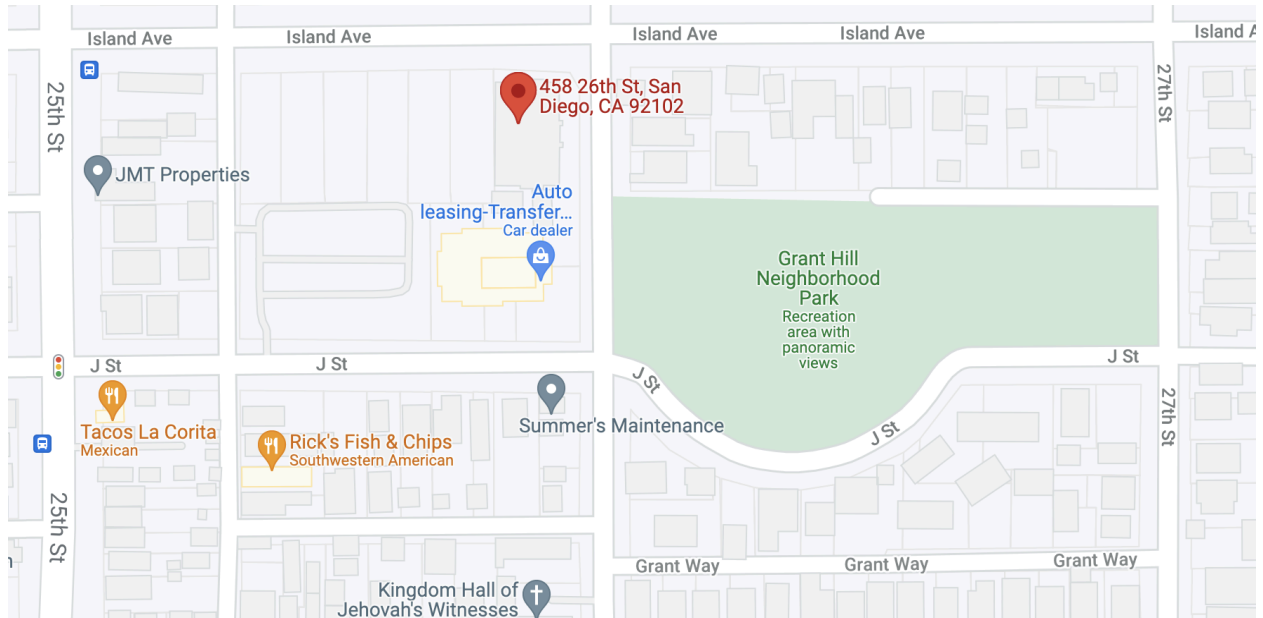 Island Ave
Island Ave
Island Ave
Island Ave
Island A
25th St
27th St
458 26th St, San
Diego, CA 92102
JMT Properties
Auto
leasing-Transfer...
Car dealer
Grant Hill
Neighborhood
Park
Recreation
area with
panoramic
views
J St
J St
J St
J St
J St
27th St
Tacos La Corita
Mexican
Rick's Fish & Chips
Southwestern American
Summer's Maintenance
25th St
Grant Way
Grant Way
Grant Way
Kingdom Hall of
Jehovah's Witnesses